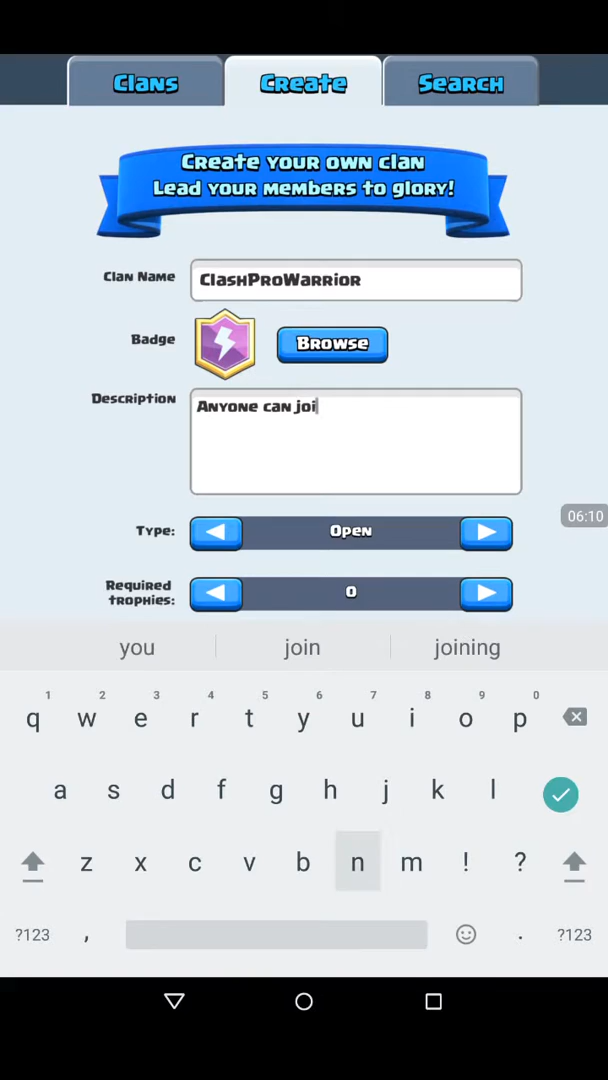 Clans Create Search
Create your own clan
Lead your members to glory!
Clan Name ClashProWarrior
Badge Browse
Description Anyone can joi
Type: Open
06:10
Required trophies: 0
you join joining
1 2 3 4 5 6 7 8 9 0
q w e r t y u i o p
a s d f g h j k l
z x c v b n m ! ?
?123 , . ?123